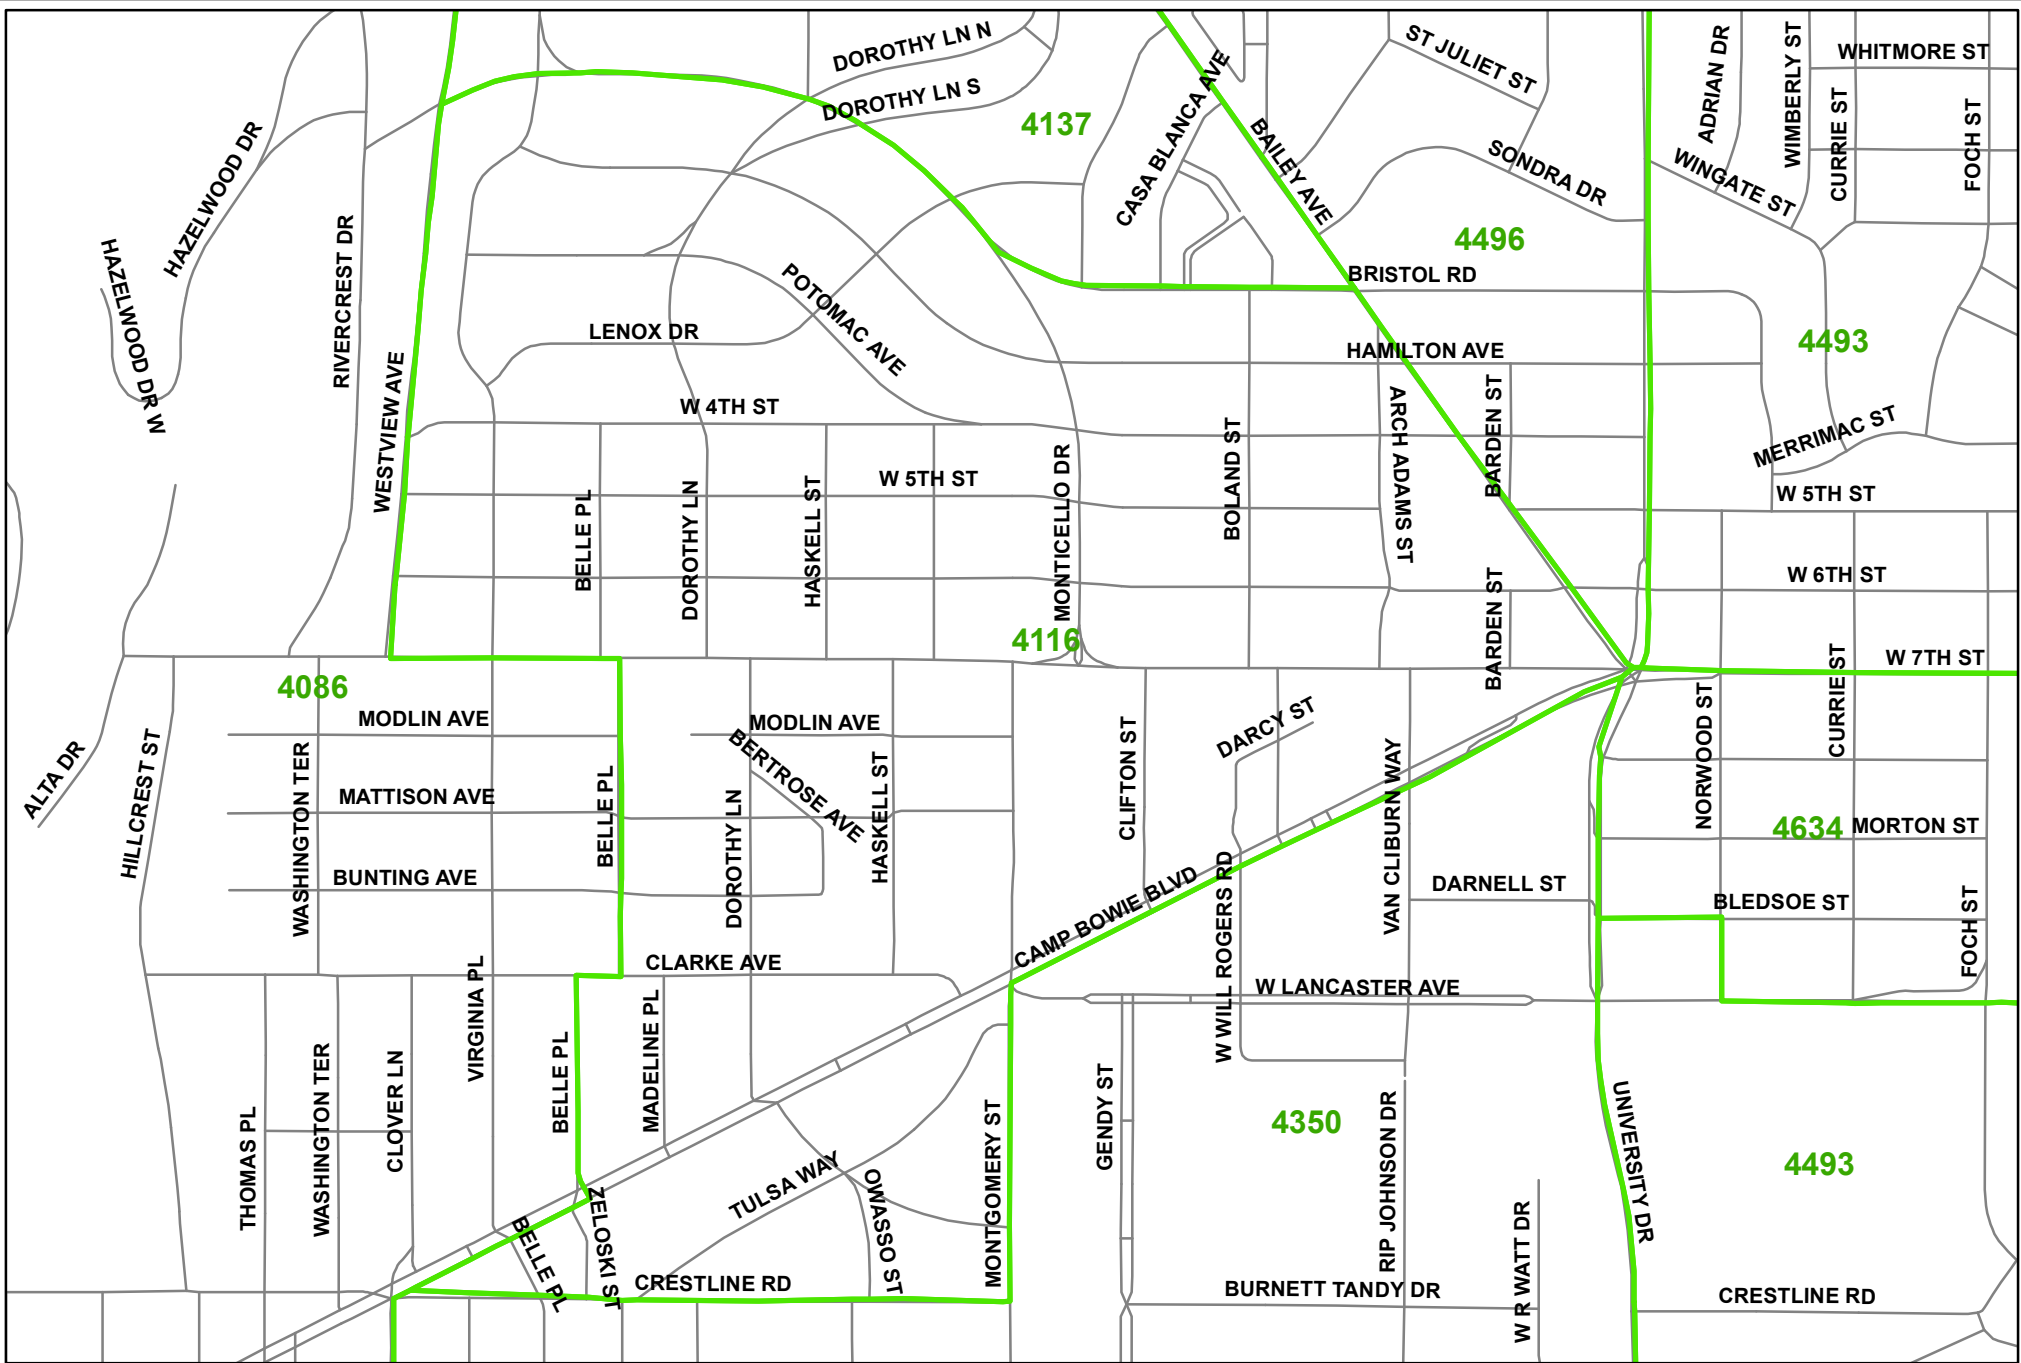 DOROTHY LN N
ST JULIET ST
ADRIAN DR
WIMBERLY ST
WHITMORE ST
DOROTHY LN S
4137
CASA BLANCA AVE
BAILEY AVE
CURRIE ST
FOCH ST
HAZELWOOD DR
SONDRA DR
WINGATE ST
4496
HAZELWOOD DR W
RIVERCREST DR
POTOMAC AVE
BRISTOL RD
LENOX DR
HAMILTON AVE
4493
WESTVIEW AVE
W 4TH ST
BARDEN ST
ARCH ADAMS ST
BOLAND ST
MERRIMAC ST
W 5TH ST
W 5TH ST
MONTICELLO DR
BELLE PL
DOROTHY LN
HASKELL ST
W 6TH ST
BARDEN ST
4116
W 7TH ST
4086
MODLIN AVE
MODLIN AVE
DARCY ST
NORWOOD ST
CURRIE ST
ALTA DR
HILLCREST ST
WASHINGTON TER
BERTROSE AVE
HASKELL ST
CLIFTON ST
VAN CLIBURN WAY
MATTISON AVE
BELLE PL
DOROTHY LN
4634
MORTON ST
BUNTING AVE
DARNELL ST
BLEDSOE ST
CAMP BOWIE BLVD
W WILL ROGERS RD
FOCH ST
CLARKE AVE
W LANCASTER AVE
VIRGINIA PL
BELLE PL
MADELINE PL
THOMAS PL
WASHINGTON TER
CLOVER LN
GENDY ST
4350
RIP JOHNSON DR
UNIVERSITY DR
4493
TULSA WAY
OWASSO ST
MONTGOMERY ST
ZELOSKI ST
BELLE PL
W R WATT DR
CRESTLINE RD
BURNETT TANDY DR
CRESTLINE RD